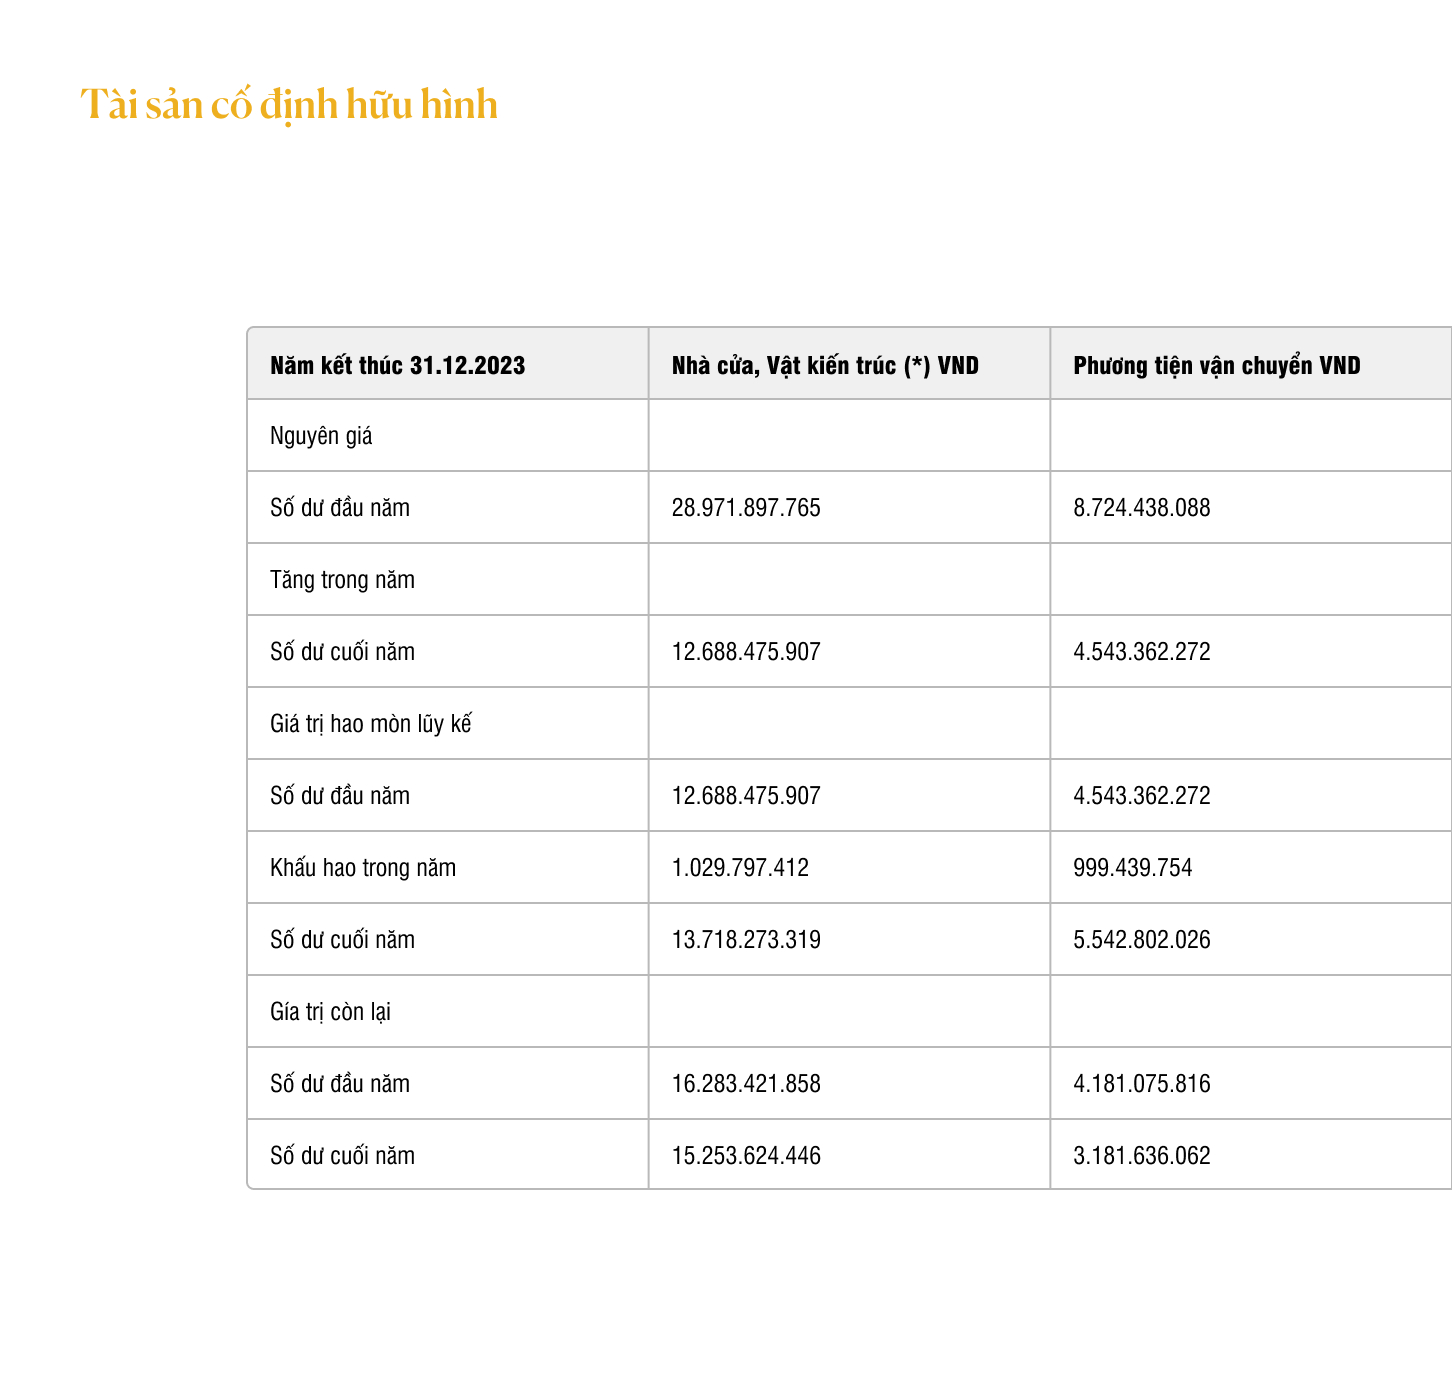 Tài sản cố định hữu hình
Năm kết thúc 31.12.2023 Nhà cửa, Vật kiến trúc (*) VND Phương tiện vận chuyển VND
Nguyên giá
Số dư đầu năm 28.971.897.765 8.724.438.088
Tăng trong năm
Số dư cuối năm 12.688.475.907 4.543.362.272
Giá trị hao mòn lũy kế
Số dư đầu năm 12.688.475.907 4.543.362.272
Khấu hao trong năm 1.029.797.412 999.439.754
Số dư cuối năm 13.718.273.319 5.542.802.026
Gía trị còn lại
Số dư đầu năm 16.283.421.858 4.181.075.816
Số dư cuối năm 15.253.624.446 3.181.636.062